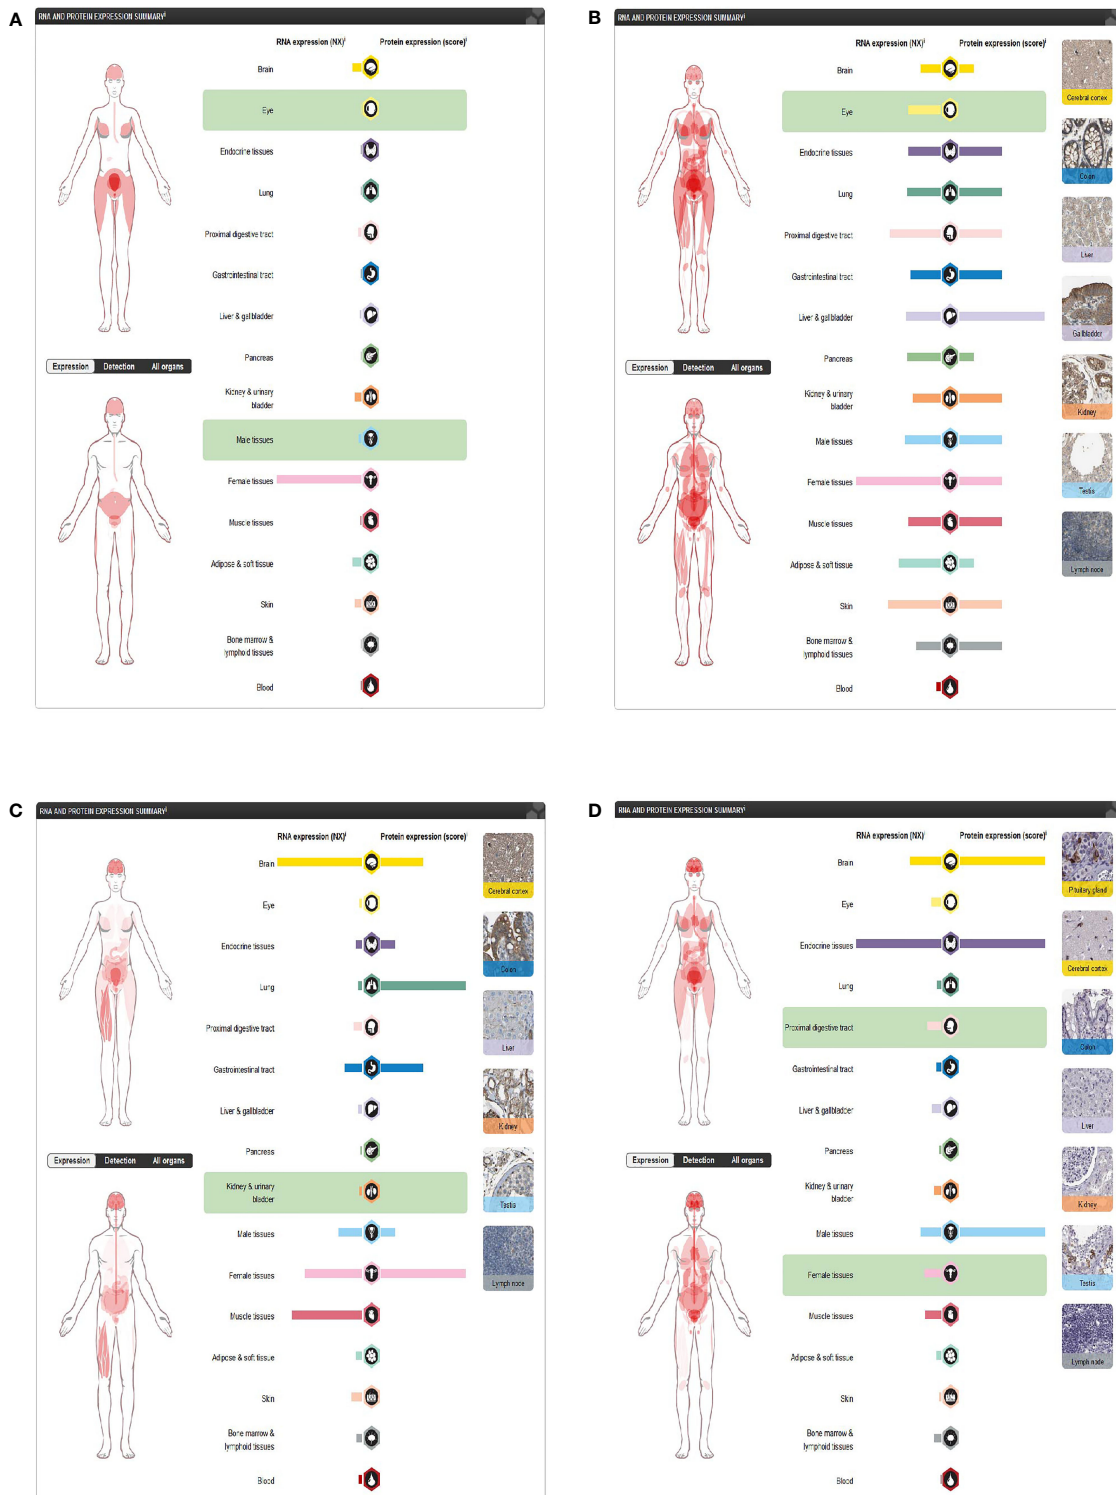 A
RNA AND PROTEIN EXPRESSION SUMMARYⁱ
RNA expression (NX)ⁱ Protein expression (score)ⁱ
Brain
Eye
Endocrine tissues
Lung
Proximal digestive tract
Gastrointestinal tract
Liver & gallbladder
Pancreas
Kidney & urinary
bladder
Male tissues
Female tissues
Muscle tissues
Adipose & soft tissue
Skin
Bone marrow &
lymphoid tissues
Blood
Expression Detection All organs
B
RNA AND PROTEIN EXPRESSION SUMMARYⁱ
RNA expression (NX)ⁱ Protein expression (score)ⁱ
Brain
Eye
Endocrine tissues
Lung
Proximal digestive tract
Gastrointestinal tract
Liver & gallbladder
Pancreas
Kidney & urinary
bladder
Male tissues
Female tissues
Muscle tissues
Adipose & soft tissue
Skin
Bone marrow &
lymphoid tissues
Blood
Expression Detection All organs
Cerebral cortex
Colon
Liver
Gallbladder
Kidney
Testis
Lymph node
C
RNA AND PROTEIN EXPRESSION SUMMARYⁱ
RNA expression (NX)ⁱ Protein expression (score)ⁱ
Brain
Eye
Endocrine tissues
Lung
Proximal digestive tract
Gastrointestinal tract
Liver & gallbladder
Pancreas
Kidney & urinary
bladder
Male tissues
Female tissues
Muscle tissues
Adipose & soft tissue
Skin
Bone marrow &
lymphoid tissues
Blood
Expression Detection All organs
Cerebral cortex
Colon
Liver
Kidney
Testis
Lymph node
D
RNA AND PROTEIN EXPRESSION SUMMARYⁱ
RNA expression (NX)ⁱ Protein expression (score)ⁱ
Brain
Eye
Endocrine tissues
Lung
Proximal digestive tract
Gastrointestinal tract
Liver & gallbladder
Pancreas
Kidney & urinary
bladder
Male tissues
Female tissues
Muscle tissues
Adipose & soft tissue
Skin
Bone marrow &
lymphoid tissues
Blood
Expression Detection All organs
Pituitary gland
Cerebral cortex
Colon
Liver
Kidney
Testis
Lymph node